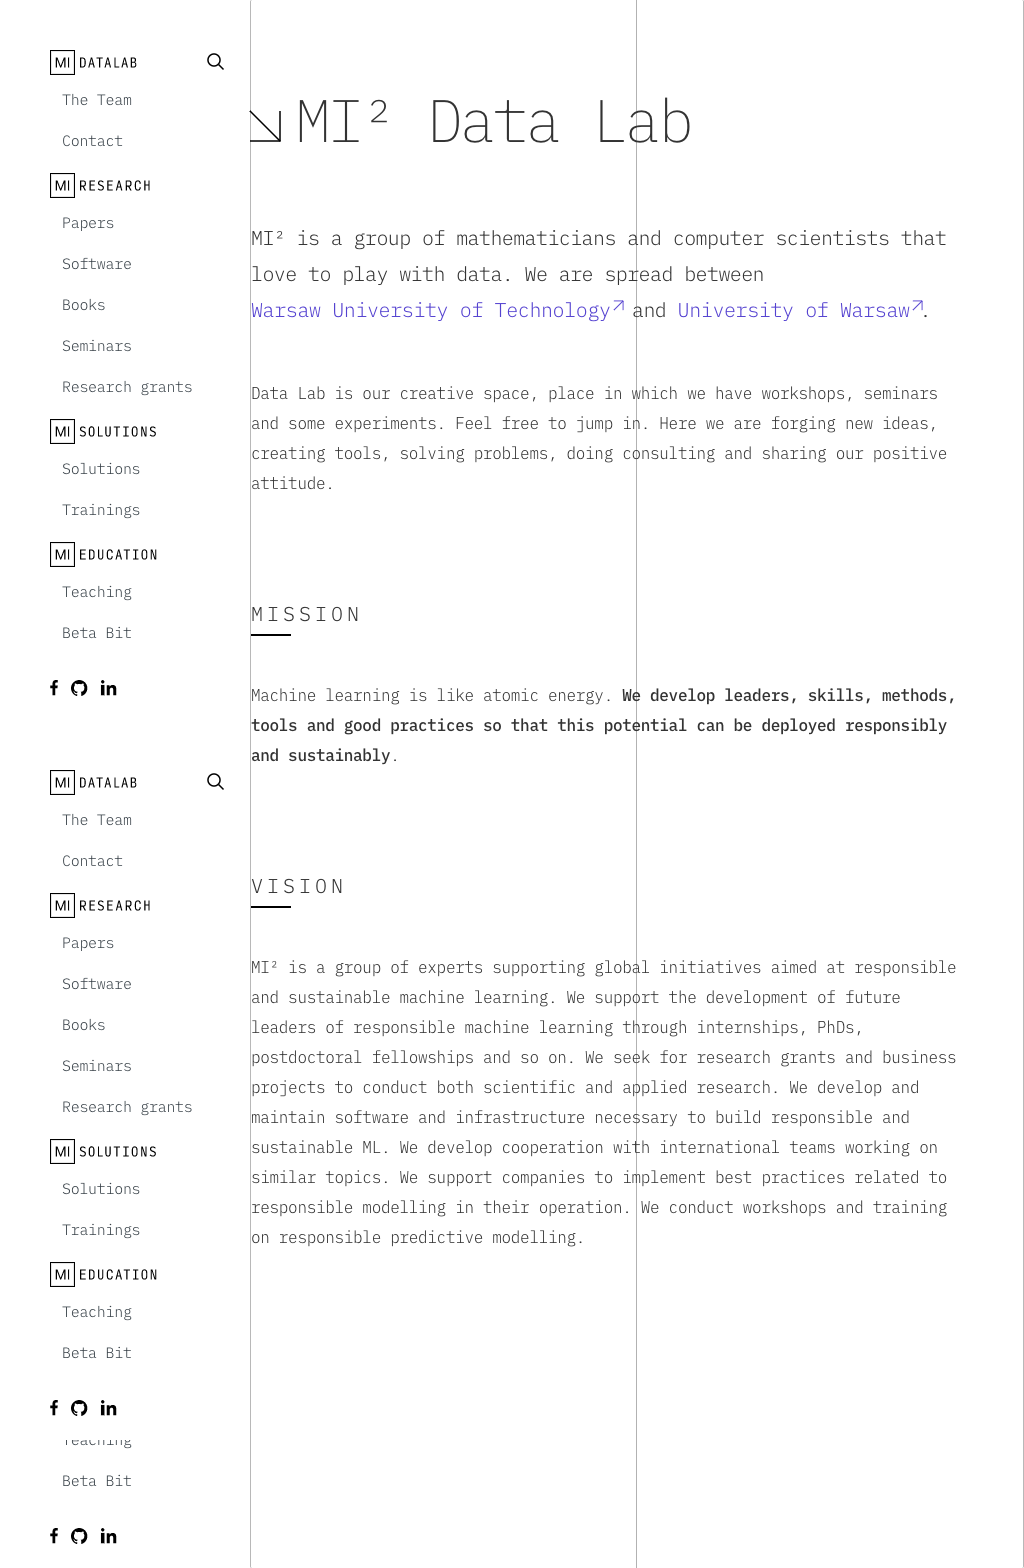 MI DATALAB
The Team
Contact
MI RESEARCH
Papers
Software
Books
Seminars
Research grants
MI SOLUTIONS
Solutions
Trainings
MI EDUCATION
Teaching
Beta Bit
MI DATALAB
The Team
Contact
MI RESEARCH
Papers
Software
Books
Seminars
Research grants
MI SOLUTIONS
Solutions
Trainings
MI EDUCATION
Teaching
Beta Bit
Teaching
Beta Bit
MI² Data Lab
MI² is a group of mathematicians and computer scientists that
love to play with data. We are spread between
Warsaw University of Technology and University of Warsaw.
Data Lab is our creative space, place in which we have workshops, seminars
and some experiments. Feel free to jump in. Here we are forging new ideas,
creating tools, solving problems, doing consulting and sharing our positive
attitude.
MISSION
Machine learning is like atomic energy. We develop leaders, skills, methods,
tools and good practices so that this potential can be deployed responsibly
and sustainably.
VISION
MI² is a group of experts supporting global initiatives aimed at responsible
and sustainable machine learning. We support the development of future
leaders of responsible machine learning through internships, PhDs,
postdoctoral fellowships and so on. We seek for research grants and business
projects to conduct both scientific and applied research. We develop and
maintain software and infrastructure necessary to build responsible and
sustainable ML. We develop cooperation with international teams working on
similar topics. We support companies to implement best practices related to
responsible modelling in their operation. We conduct workshops and training
on responsible predictive modelling.